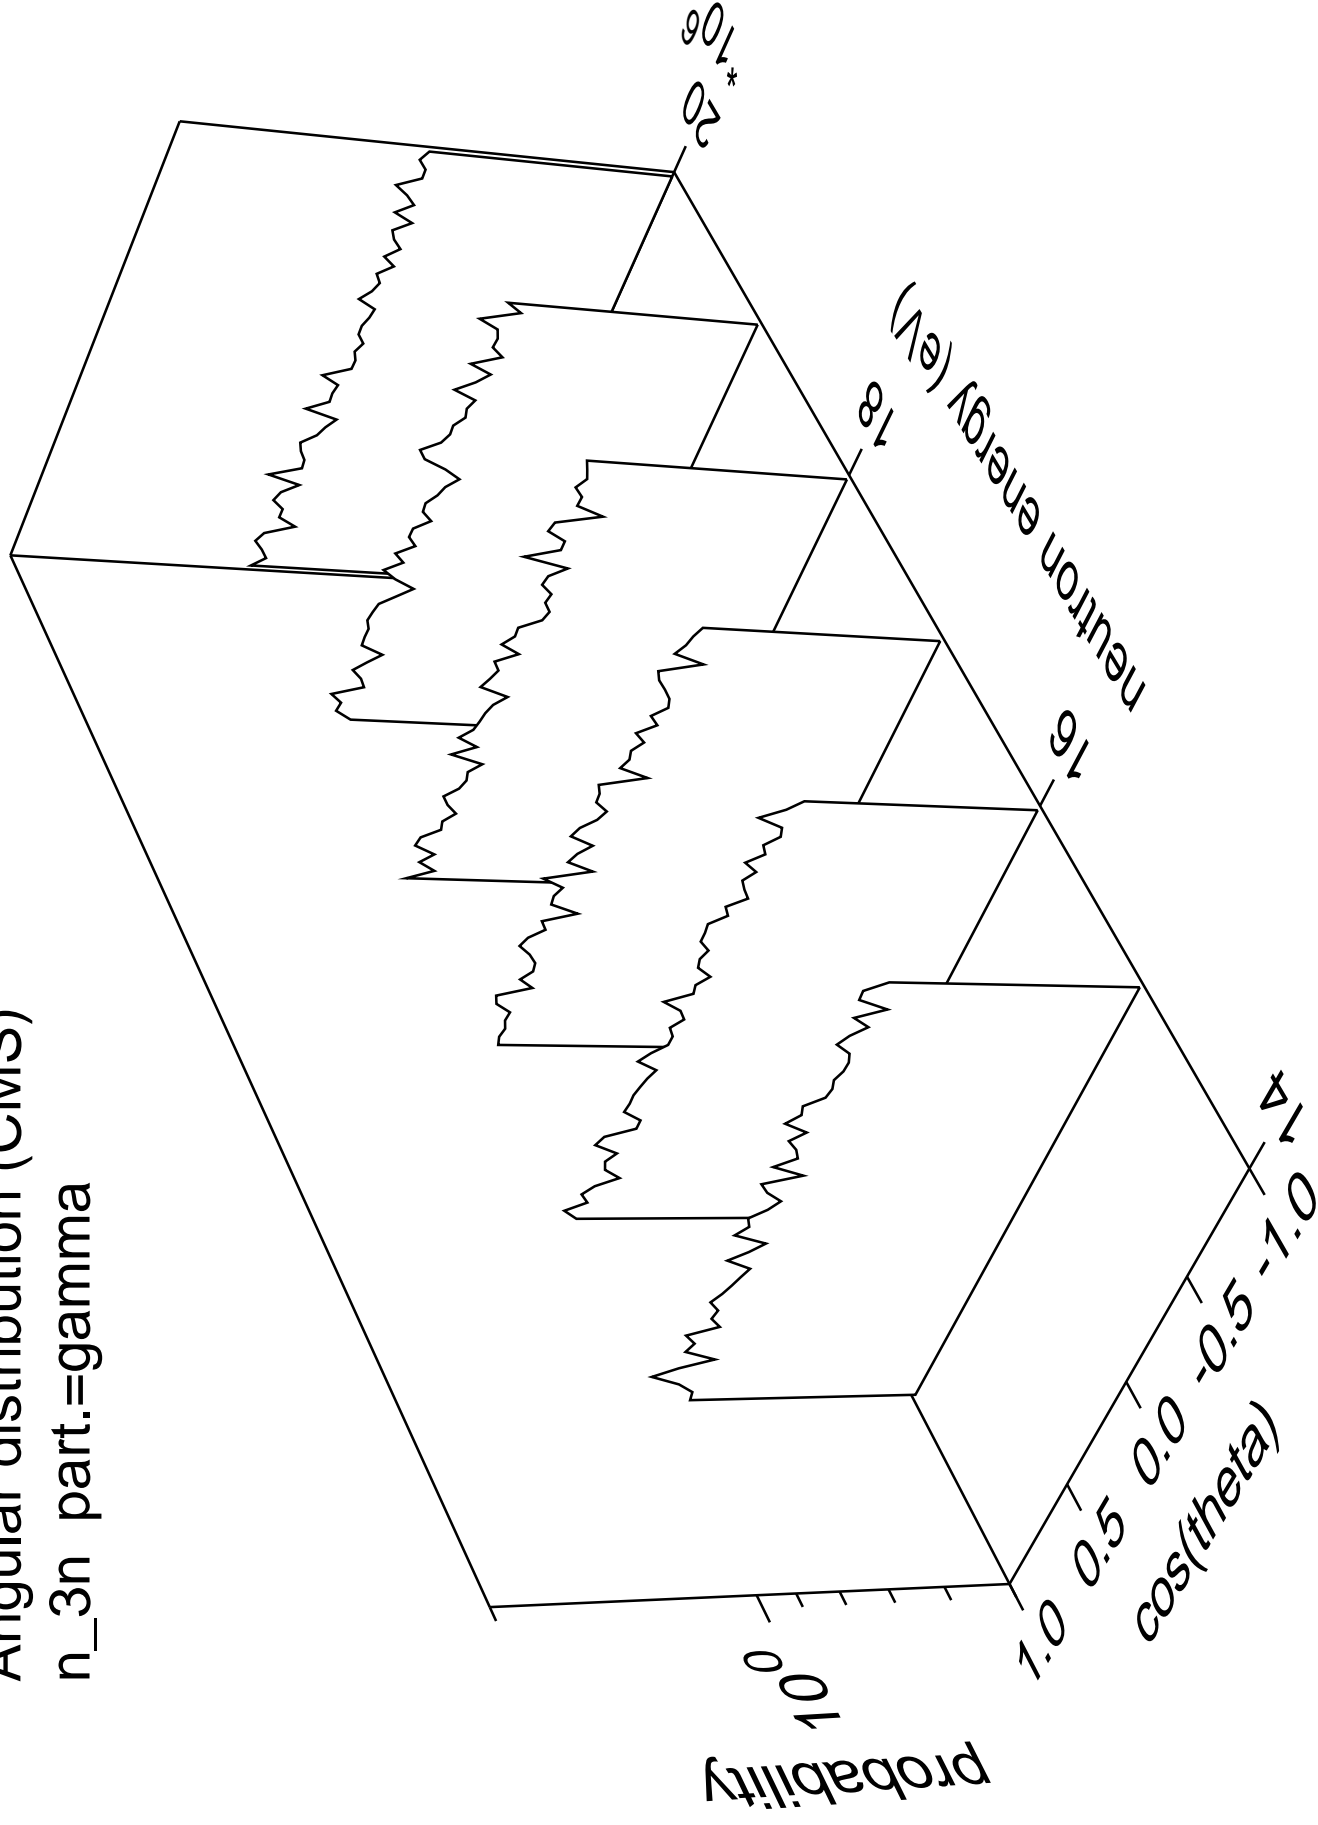 Angular distribution (CMS)
n_3n part.=gamma
probability
10 0
1.0 0.5 0.0 -0.5 -1.0
cos(theta)
14 16 18 20
* 10 6
neutron energy (eV)